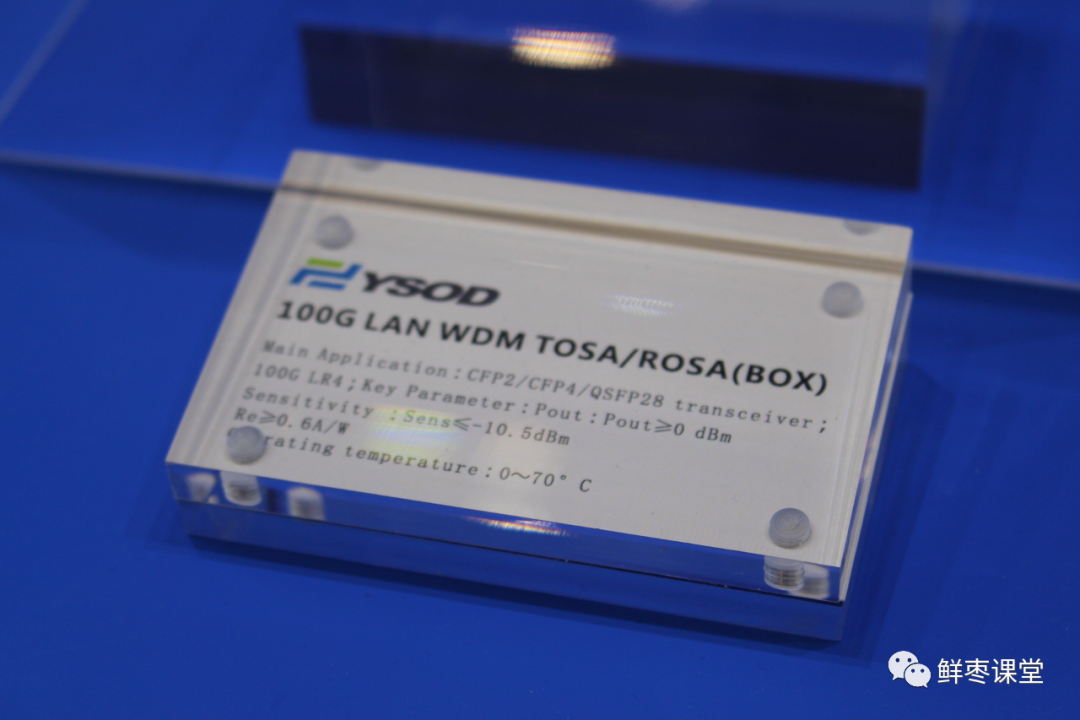 YSOD
100G LAN WDM TOSA/ROSA(BOX)
Main Application:CFP2/CFP4/QSFP28 transceiver;
100G LR4;Key Parameter:Pout:Pout≥0 dBm
Sensitivity :Sens≤-10.5dBm
Re≥0.6A/W
rating temperature:0～70° C
鲜枣课堂